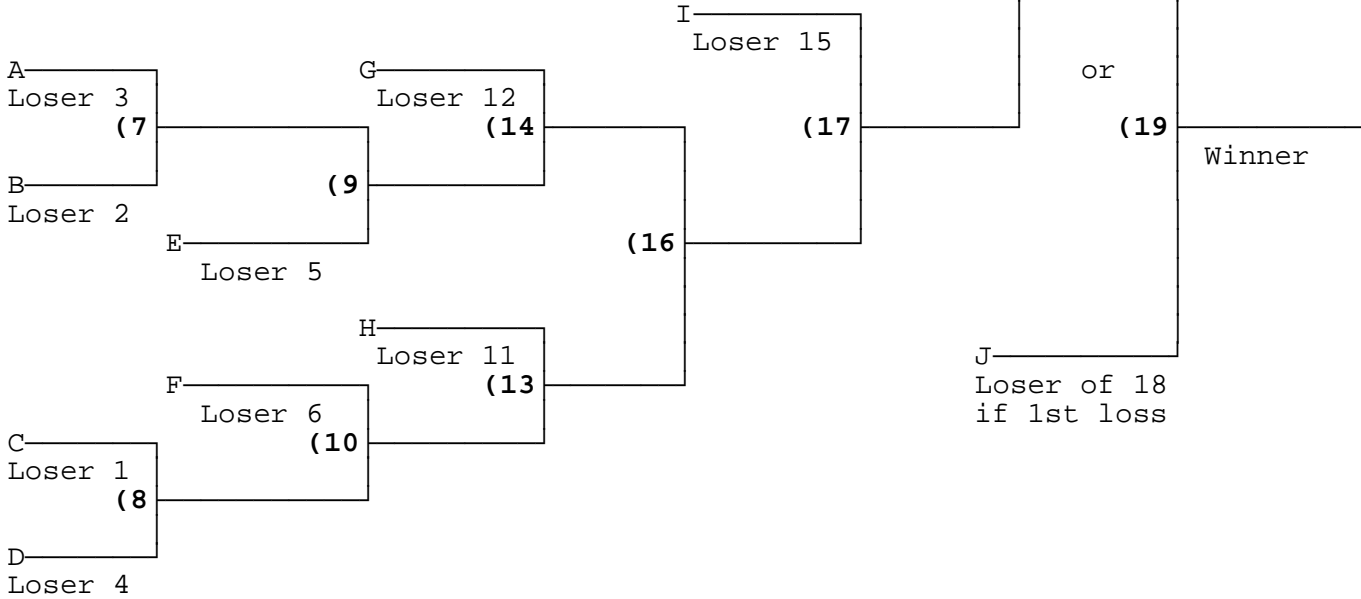 I
Loser 15
A
G
or
Loser 3
Loser 12
(7
(14
(17
(19
Winner
B
(9
Loser 2
E
(16
Loser 5
H
Loser 11
J
F
(13
Loser of 18
Loser 6
if 1st loss
C
(10
Loser 1
(8
D
Loser 4